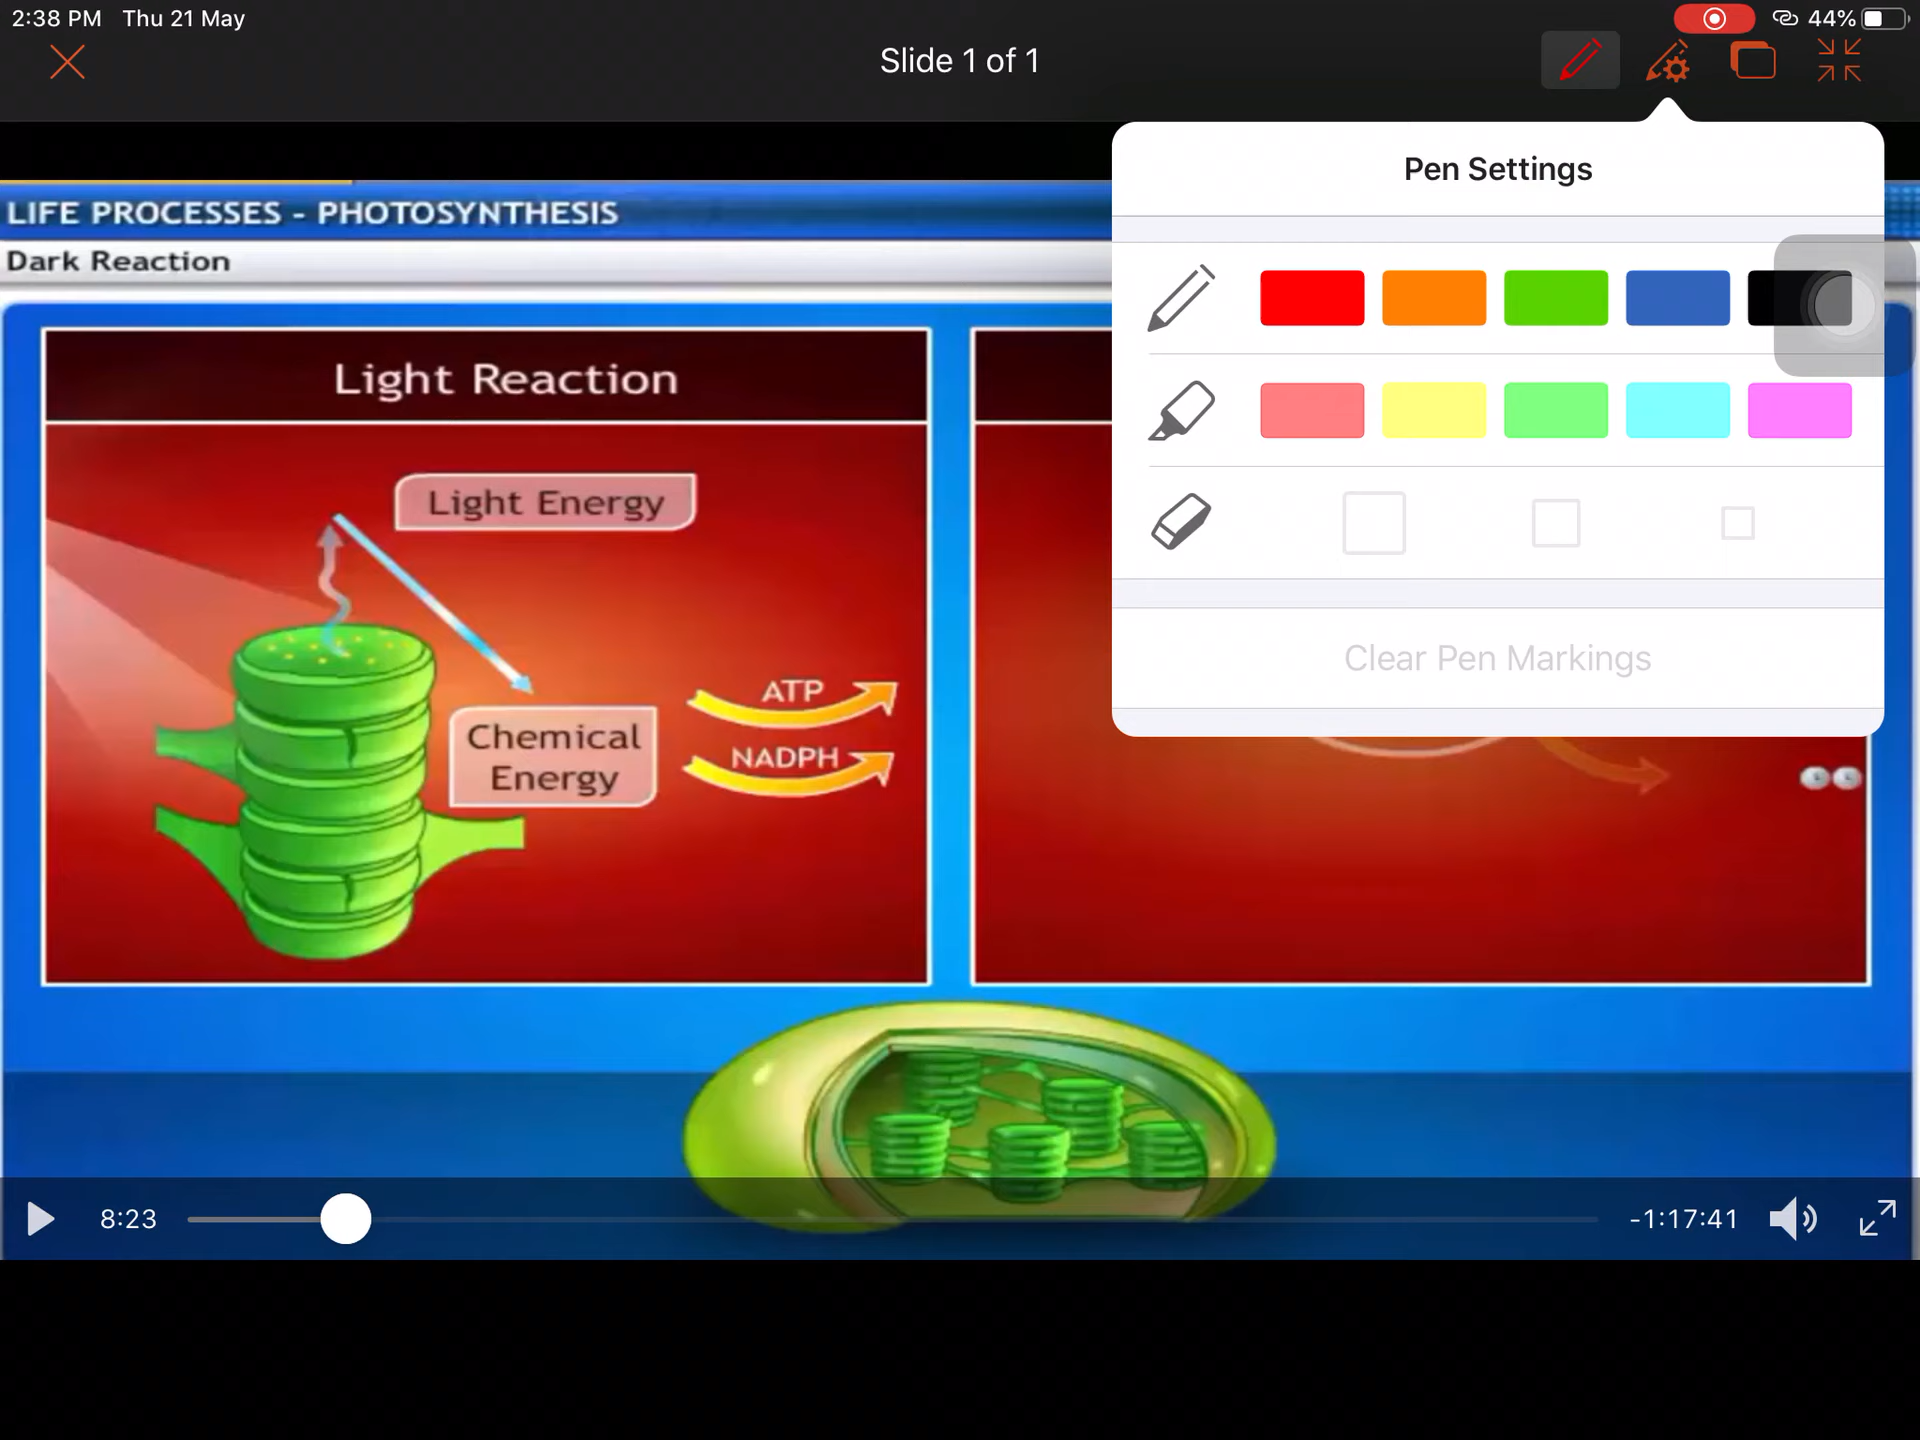 2:38 PM Thu 21 May
44%
Slide 1 of 1
Pen Settings
LIFE PROCESSES - PHOTOSYNTHESIS
Dark Reaction
Light Reaction
Light Energy
Clear Pen Markings
ATP
Chemical
Energy
NADPH
8:23
-1:17:41